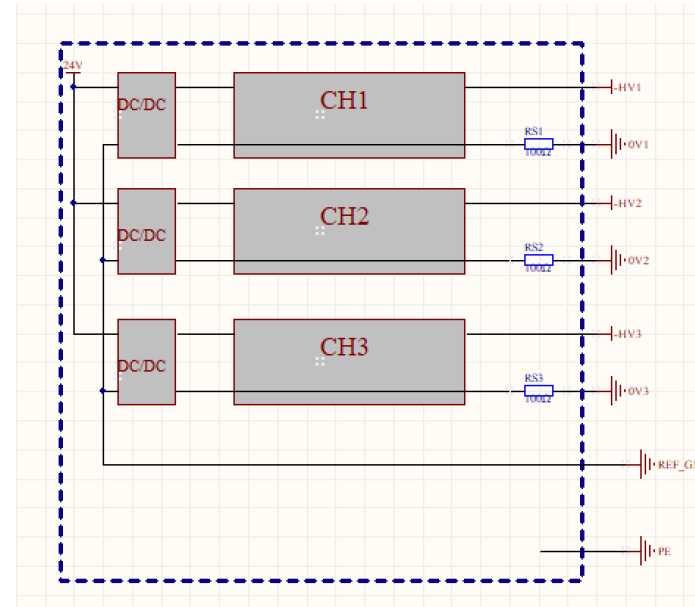 24V
DC/DC
CH1
-HV1
RS1
100Ω
0V1
DC/DC
CH2
-HV2
RS2
100Ω
0V2
DC/DC
CH3
-HV3
RS3
100Ω
0V3
REF_G
PE